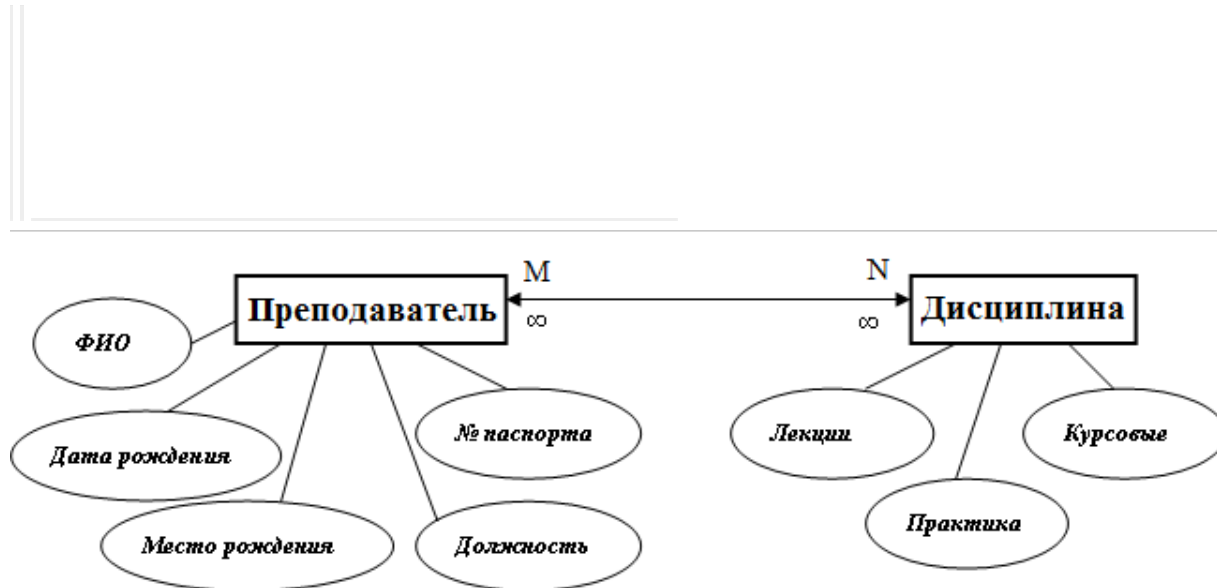 M
N
Преподаватель
Дисциплина
∞
∞
ФИО
№ паспорта
Лекции
Курсовые
Дата рождения
Практика
Место рождения
Должность